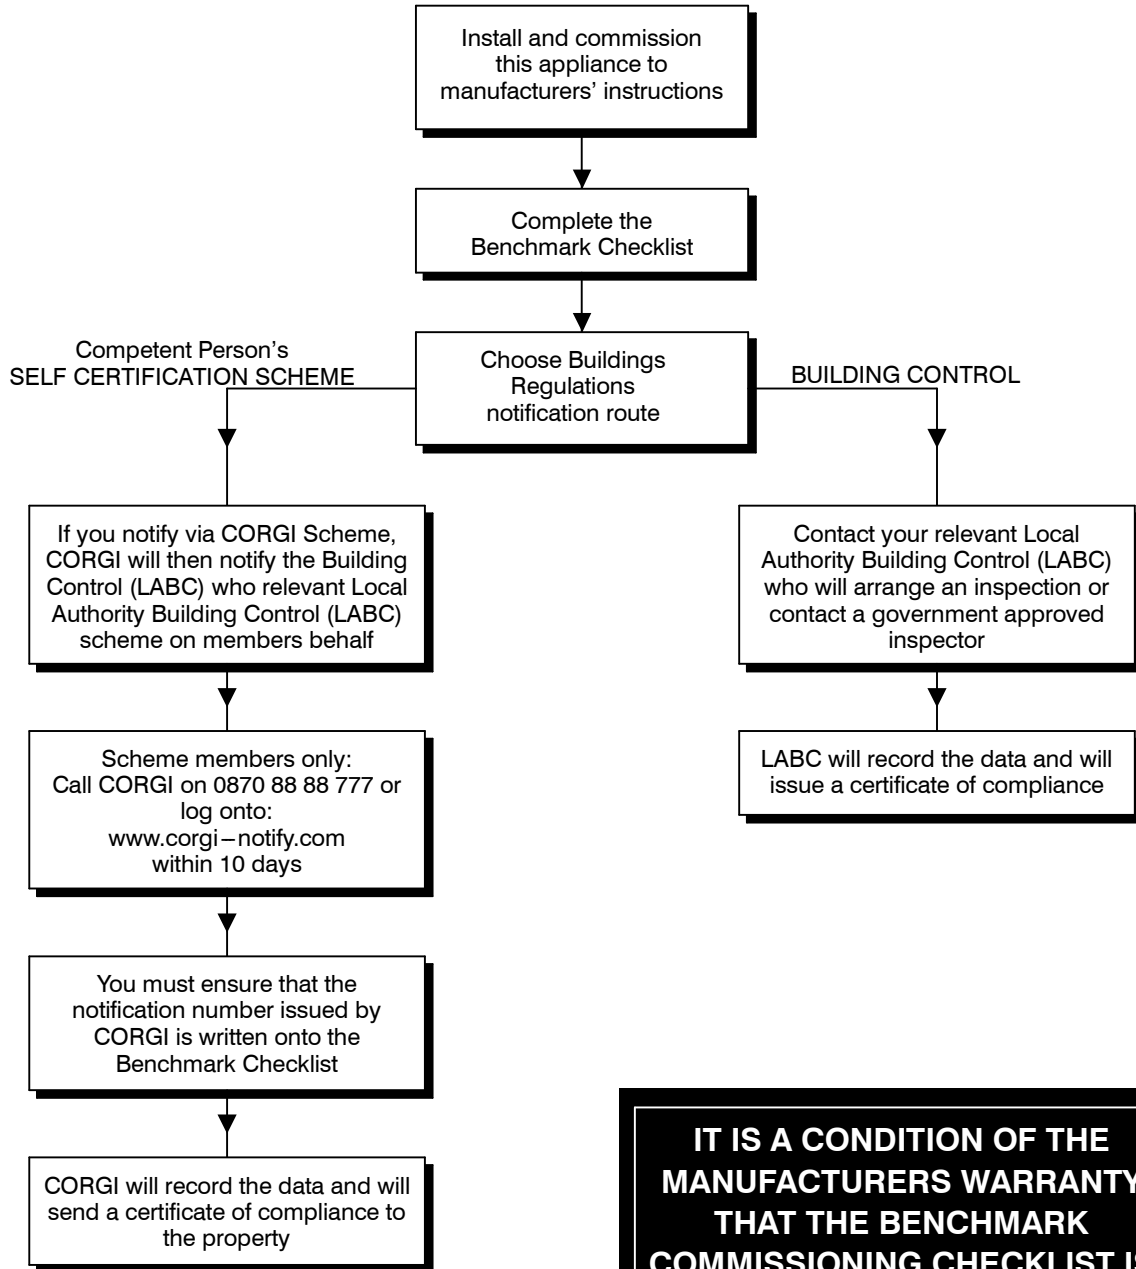 Install and commission
this appliance to
manufacturers’ instructions
Complete the
Benchmark Checklist
Choose Buildings
Regulations
notification route
Competent Person’s
SELF CERTIFICATION SCHEME
BUILDING CONTROL
If you notify via CORGI Scheme,
CORGI will then notify the Building
Control (LABC) who relevant Local
Authority Building Control (LABC)
scheme on members behalf
Scheme members only:
Call CORGI on 0870 88 88 777 or
log onto:
www.corgi–notify.com
within 10 days
You must ensure that the
notification number issued by
CORGI is written onto the
Benchmark Checklist
CORGI will record the data and will
send a certificate of compliance to
the property
Contact your relevant Local
Authority Building Control (LABC)
who will arrange an inspection or
contact a government approved
inspector
LABC will record the data and will
issue a certificate of compliance
IT IS A CONDITION OF THE
MANUFACTURERS WARRANTY
THAT THE BENCHMARK
COMMISSIONING CHECKLIST IS